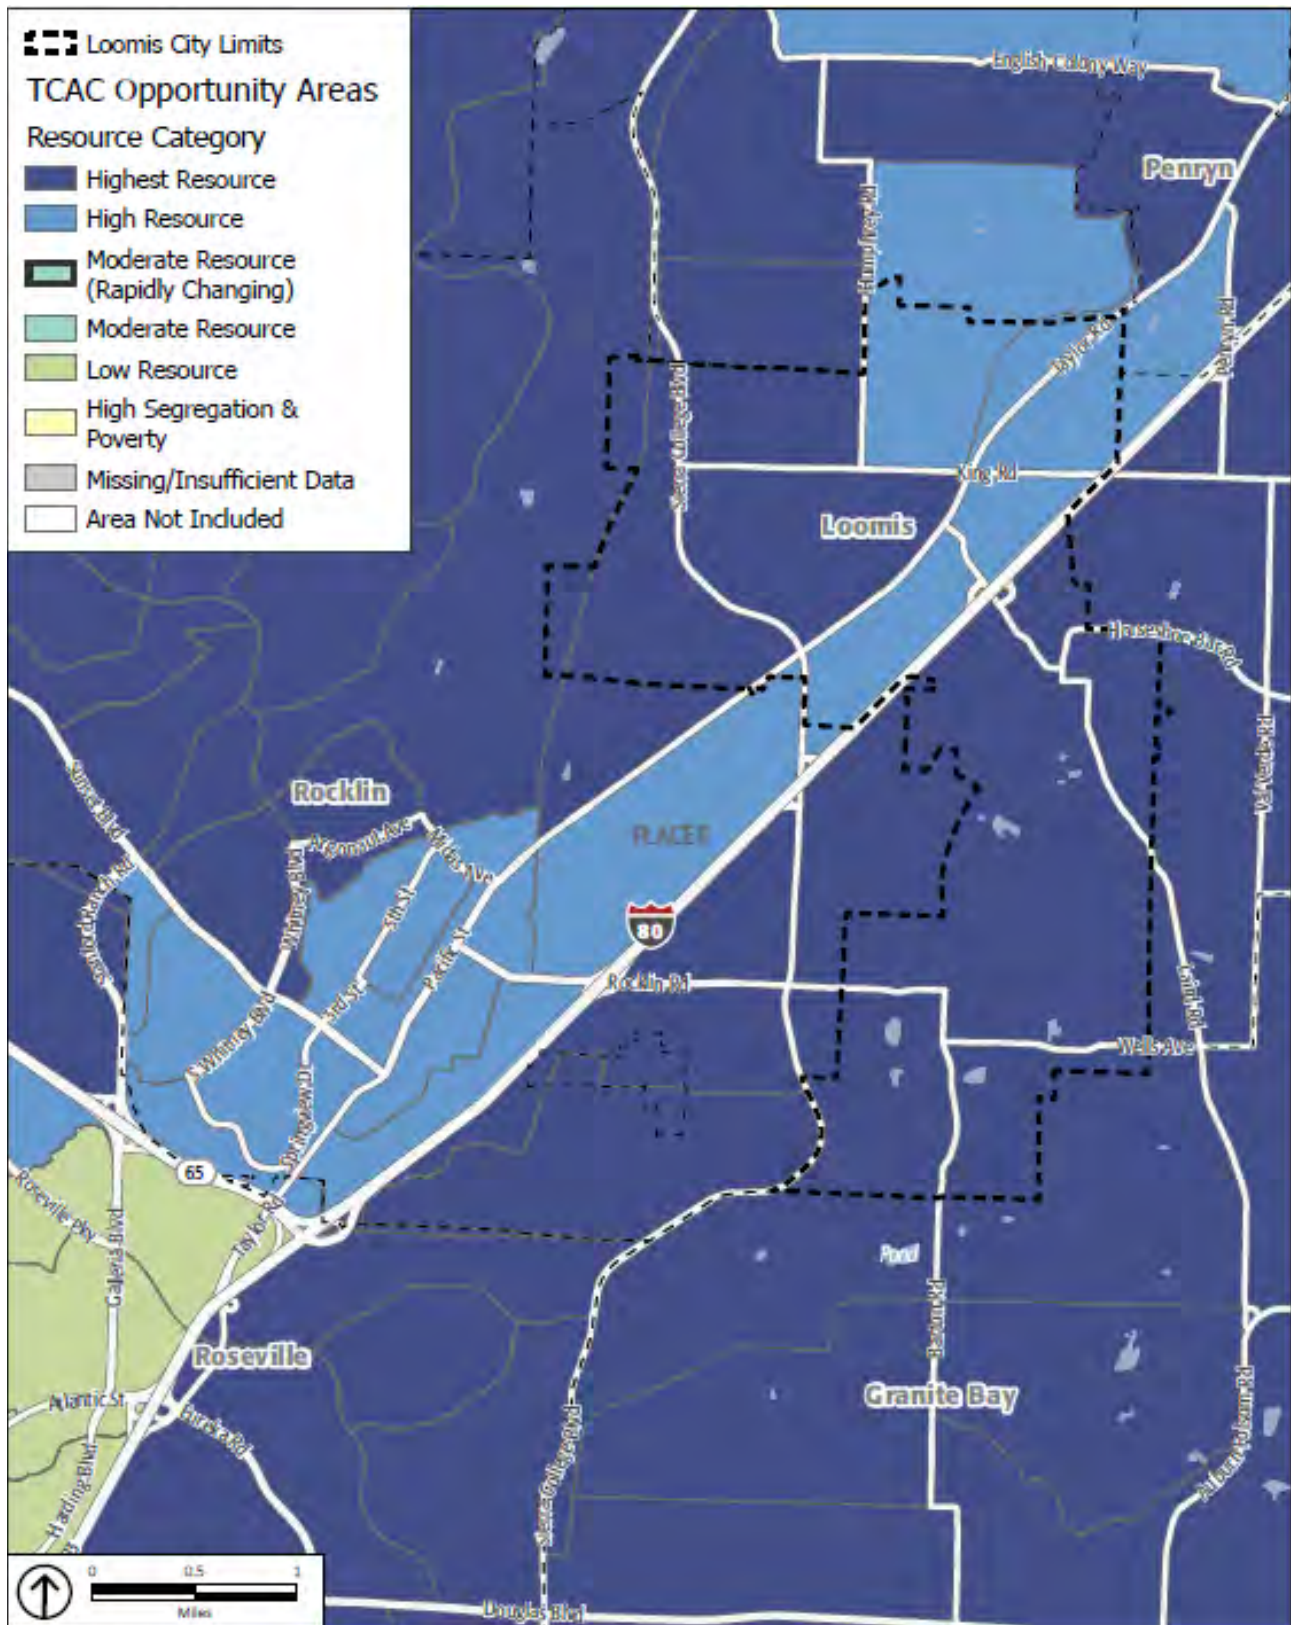 Loomis City Limits
TCAC Opportunity Areas
Resource Category
Highest Resource
High Resource
Moderate Resource
(Rapidly Changing)
Moderate Resource
Low Resource
High Segregation &
Poverty
Missing/Insufficient Data
Area Not Included
English Colony Way
Penryn
Humphrey Rd
Taylor Rd
Penryn Rd
Sierra College Blvd
King Rd
Loomis
Horseshoe Bar Rd
Val Verde Rd
Sunset Blvd
Rocklin
Argonaut Ave
Midas Ave
PLACER
Whitney Blvd
5th St
Stanford Ranch Rd
Pacific St
80
Rocklin Rd
3rd St
Laird Rd
S Whitney Blvd
Wells Ave
Springview Dr
65
Roseville Pky
Galleria Blvd
Taylor Rd
Pond
Barton Rd
Roseville
Granite Bay
Atlantic St
Eureka Rd
Harding Blvd
Sierra College Blvd
Auburn Folsom Rd
Douglas Blvd
0 0.5 1
Miles